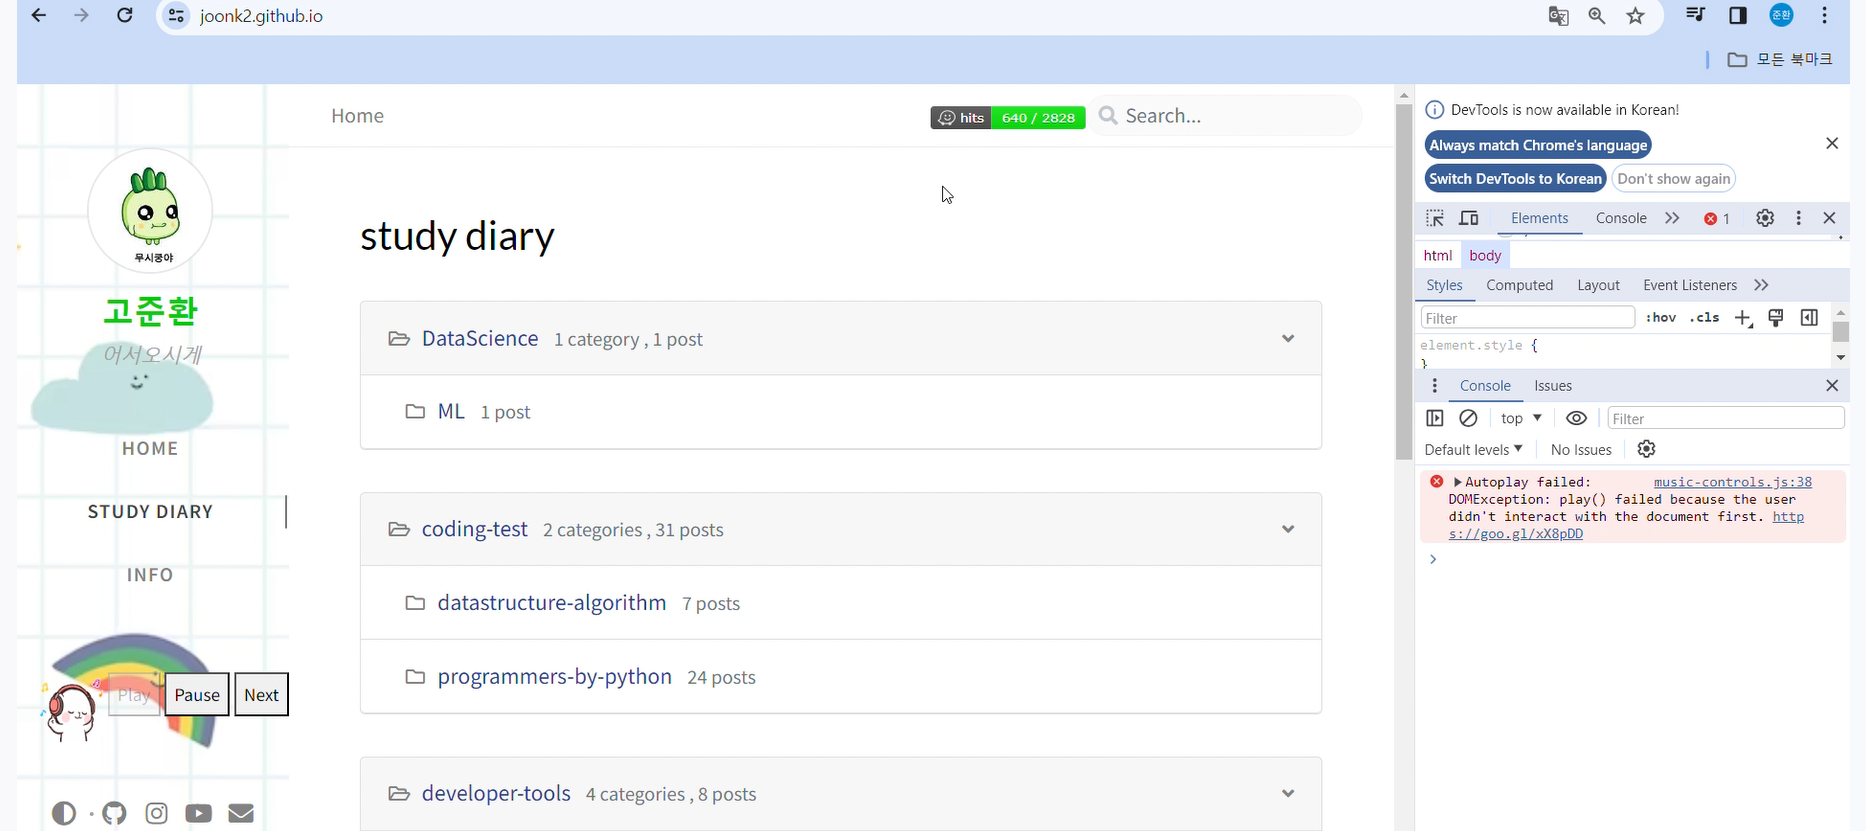 joonk2.github.io
준환
모든 북마크
Home
hits 640 / 2828
Search...
무시쿵야
고준환
어서오시게
HOME
STUDY DIARY
INFO
Play Pause Next
study diary
DataScience 1 category , 1 post
ML 1 post
coding-test 2 categories , 31 posts
datastructure-algorithm 7 posts
programmers-by-python 24 posts
developer-tools 4 categories , 8 posts
DevTools is now available in Korean!
Always match Chrome's language
Switch DevTools to Korean Don't show again
Elements Console 1
html body
Styles Computed Layout Event Listeners
Filter :hov .cls
element.style {
}
Console Issues
top Filter
Default levels No Issues
Autoplay failed: music-controls.js:38
DOMException: play() failed because the user
didn't interact with the document first. http
s://goo.gl/xX8pDD